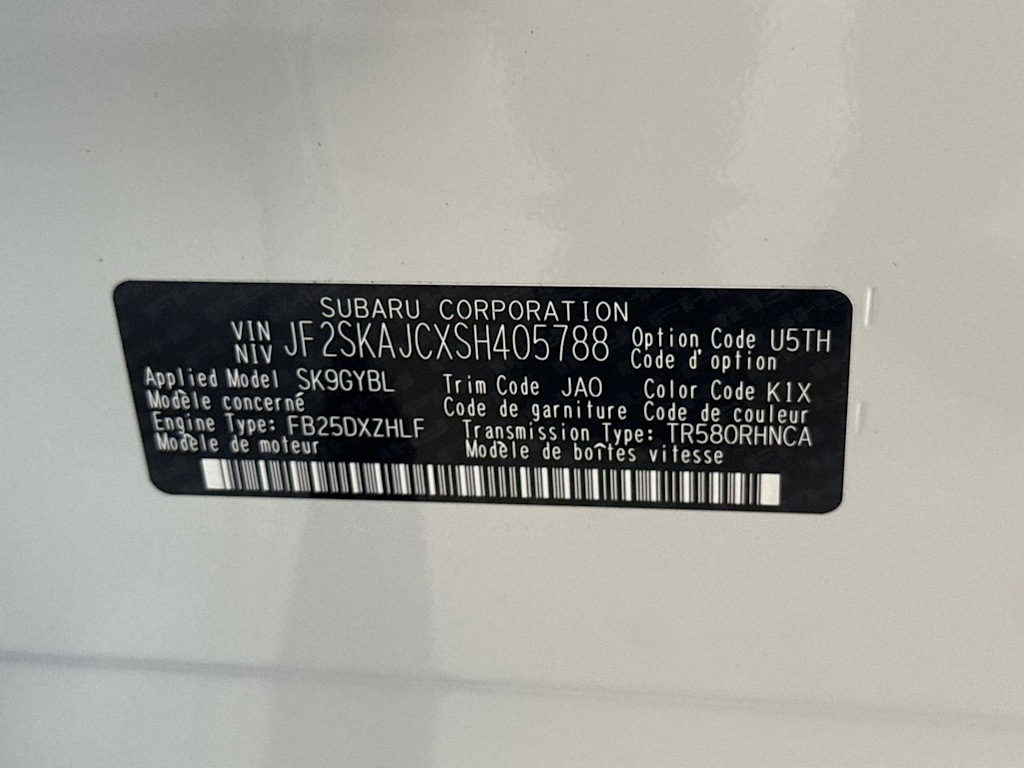 SUBARU CORPORATION
VIN NIV JF2SKAJCXSH405788 Option Code U5TH
Code d'option
Applied Model SK9GYBL Trim Code JAO Color Code K1X
Modèle concerné Code de garniture Code de couleur
Engine Type: FB25DXZHLF Transmission Type: TR580RHNCA
Modèle de moteur Modèle de boîtes vitesse